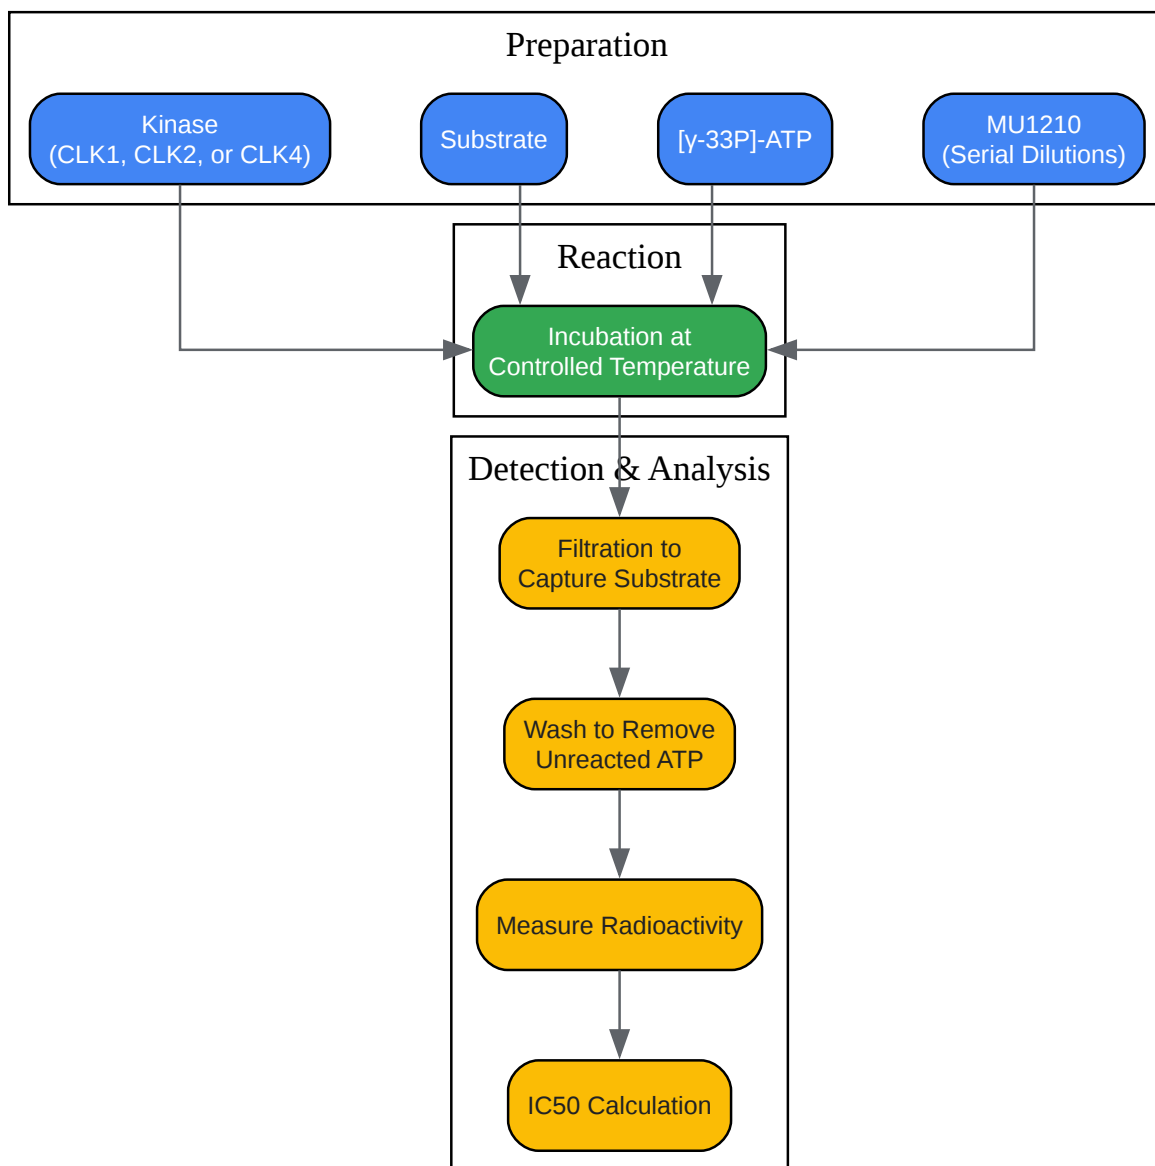 Preparation
Kinase
(CLK1, CLK2, or CLK4)
Substrate
[γ-33P]-ATP
MU1210
(Serial Dilutions)
Reaction
Incubation at
Controlled Temperature
Detection & Analysis
Filtration to
Capture Substrate
Wash to Remove
Unreacted ATP
Measure Radioactivity
IC50 Calculation